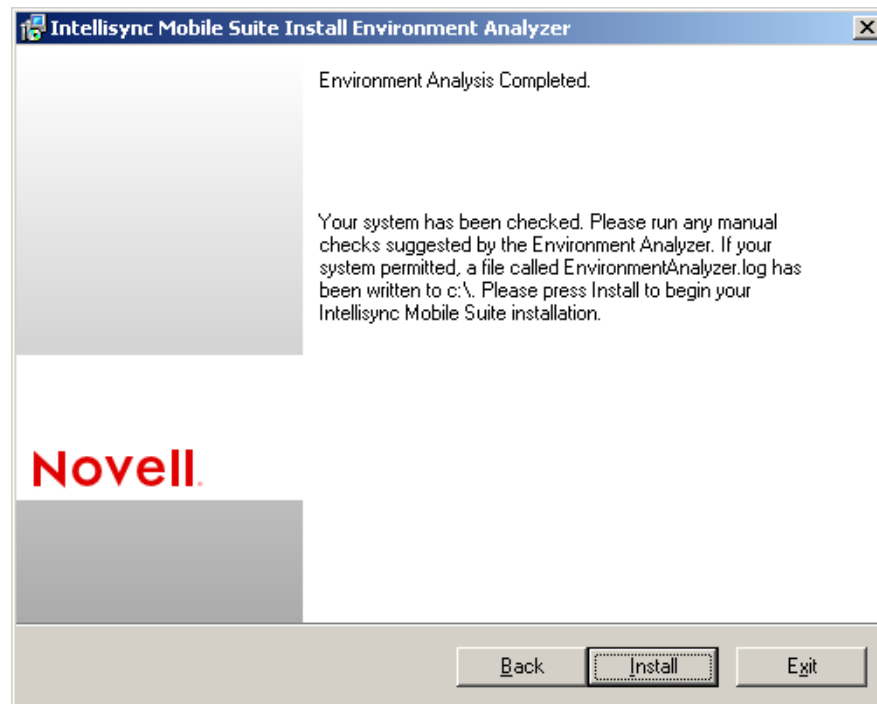 Intellisync Mobile Suite Install Environment Analyzer
Environment Analysis Completed.
Your system has been checked. Please run any manual
checks suggested by the Environment Analyzer. If your
system permitted, a file called EnvironmentAnalyzer.log has
been written to c:\. Please press Install to begin your
Intellisync Mobile Suite installation.
Novell.
Back
Install
Exit